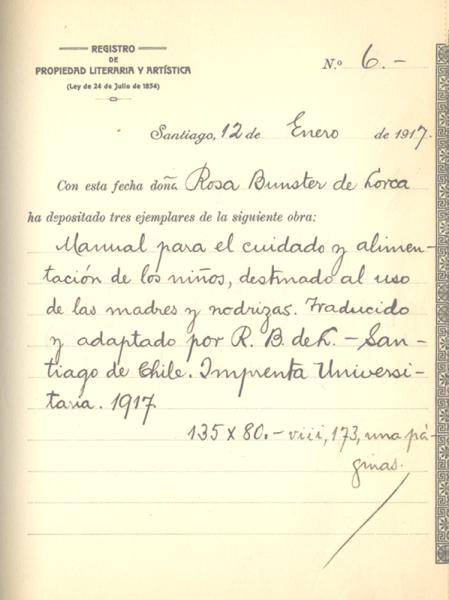 REGISTRO
DE
PROPIEDAD LITERARIA Y ARTÍSTICA
(Ley de 24 de Julio de 1834)
N.º 6.-
Santiago, 12 de Enero de 1917.
Con esta fecha doña Rosa Bunster de Lorca
ha depositado tres ejemplares de la siguiente obra:
Manual para el cuidado y alimen-
tación de los niños, destinado al uso
de las madres y nodrizas. Traducido
y adaptado por R. B. de L. - San-
tiago de Chile. Imprenta Universi-
taria. 1917
135 x 80. - viii, 173, una pá-
ginas.